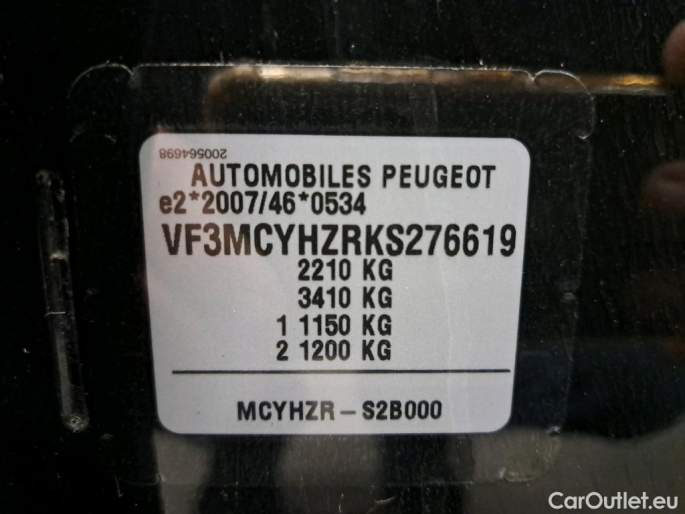 200564698
AUTOMOBILES PEUGEOT
e2*2007/46*0534
VF3MCYHZRKS276619
2210 KG
3410 KG
1 1150 KG
2 1200 KG
MCYHZR - S2B000
CarOutlet.eu